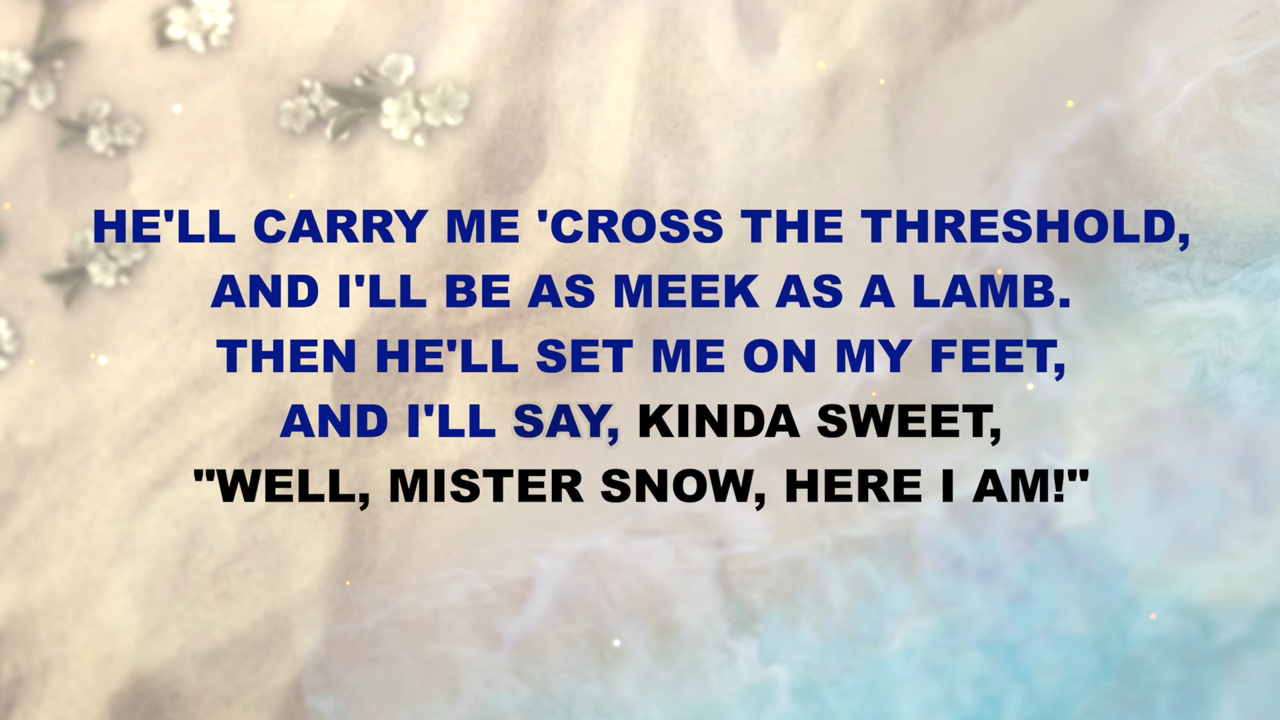 HE'LL CARRY ME 'CROSS THE THRESHOLD,
AND I'LL BE AS MEEK AS A LAMB.
THEN HE'LL SET ME ON MY FEET,
AND I'LL SAY, KINDA SWEET,
"WELL, MISTER SNOW, HERE I AM!"